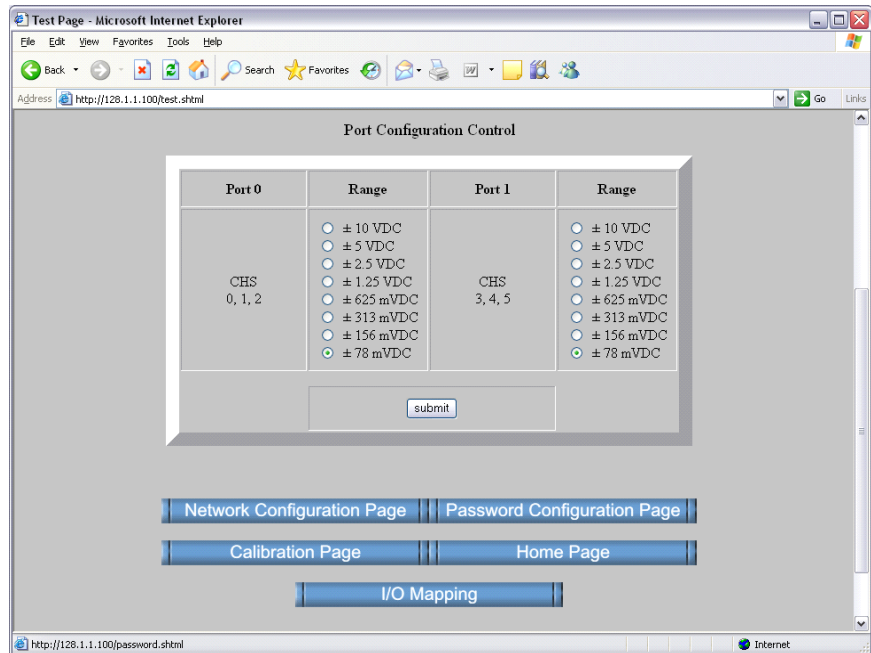 Test Page - Microsoft Internet Explorer
File Edit View Favorites Tools Help
Back Search Favorites
Address http://128.1.1.100/test.shtml Go Links
Port Configuration Control
Port 0 Range Port 1 Range
CHS
0, 1, 2
± 10 VDC
± 5 VDC
± 2.5 VDC
± 1.25 VDC
± 625 mVDC
± 313 mVDC
± 156 mVDC
± 78 mVDC
CHS
3, 4, 5
± 10 VDC
± 5 VDC
± 2.5 VDC
± 1.25 VDC
± 625 mVDC
± 313 mVDC
± 156 mVDC
± 78 mVDC
submit
Network Configuration Page Password Configuration Page
Calibration Page Home Page
I/O Mapping
http://128.1.1.100/password.shtml Internet